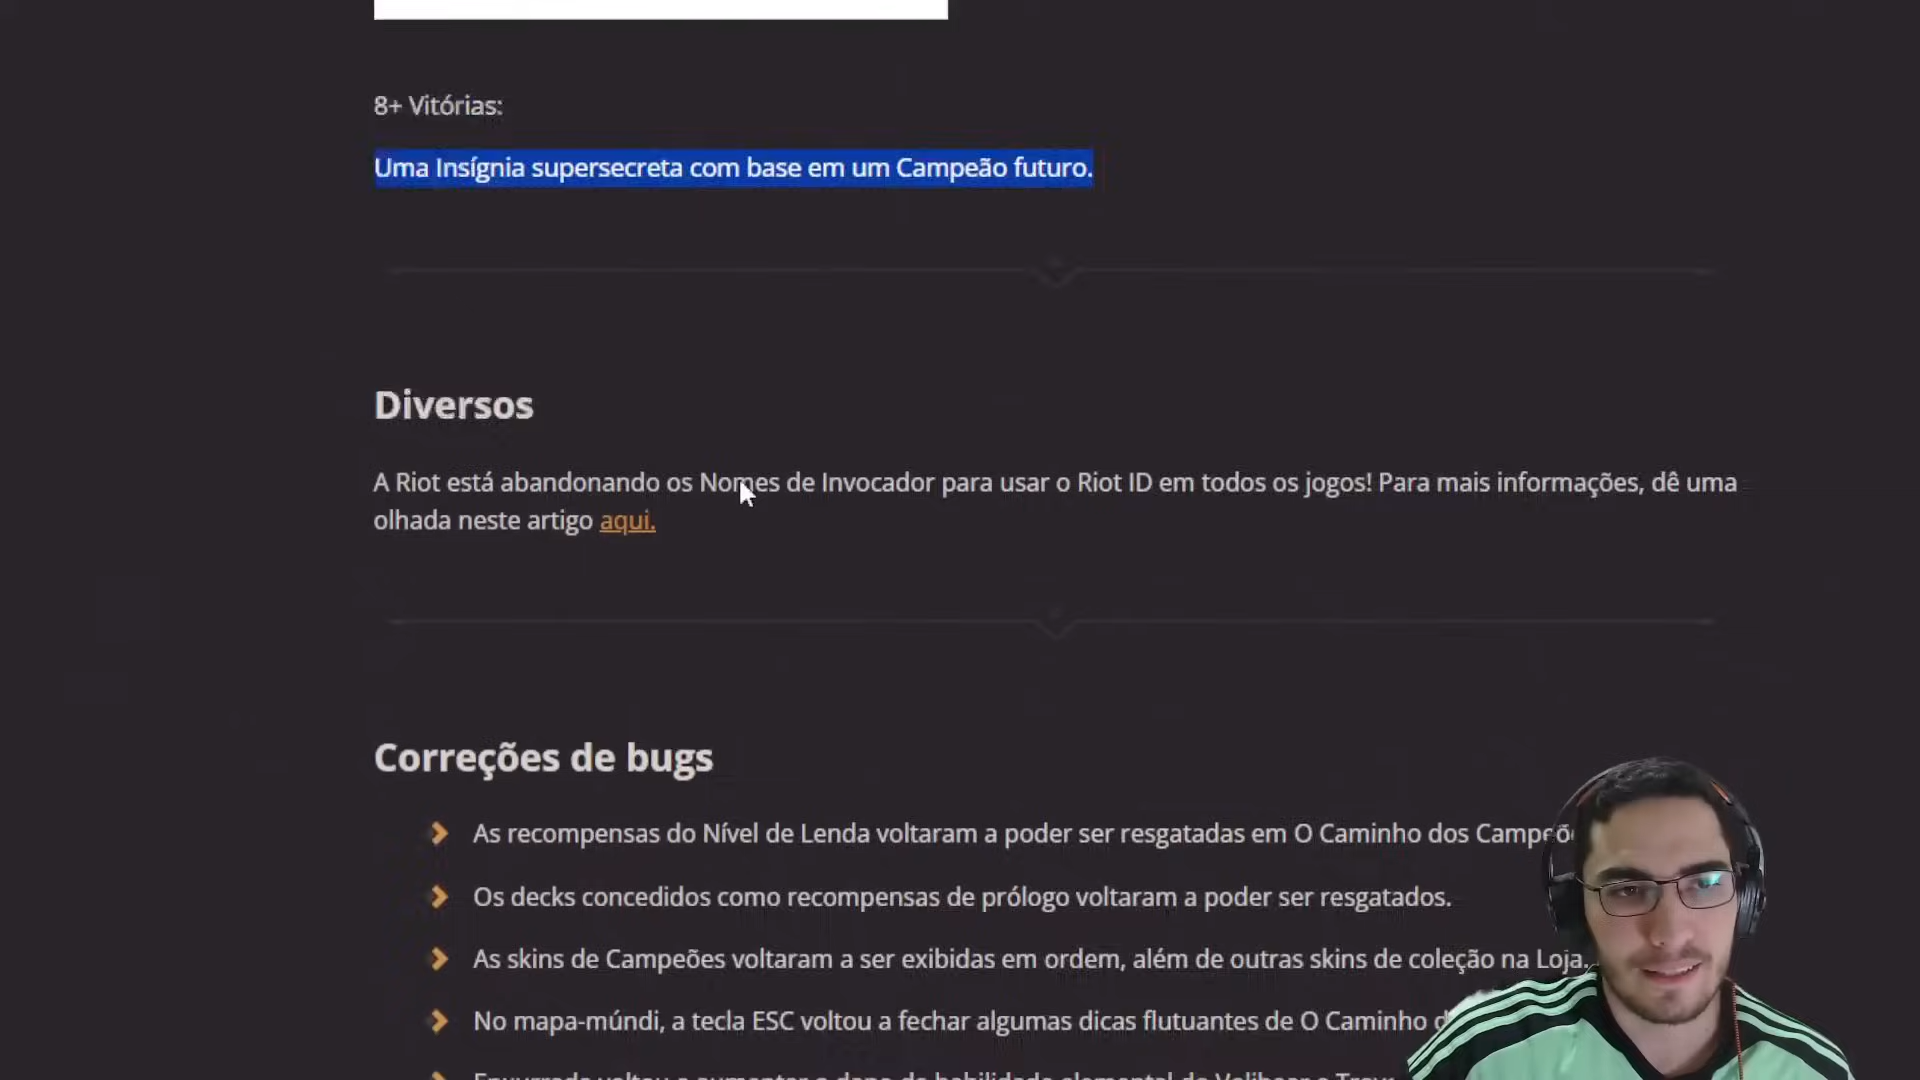 8+ Vitórias:
Uma Insígnia supersecreta com base em um Campeão futuro.
Diversos
A Riot está abandonando os Nomes de Invocador para usar o Riot ID em todos os jogos! Para mais informações, dê uma
olhada neste artigo aqui.
Correções de bugs
As recompensas do Nível de Lenda voltaram a poder ser resgatadas em O Caminho dos Campeõ
Os decks concedidos como recompensas de prólogo voltaram a poder ser resgatados.
As skins de Campeões voltaram a ser exibidas em ordem, além de outras skins de coleção na Loja.
No mapa-múndi, a tecla ESC voltou a fechar algumas dicas flutuantes de O Caminho d